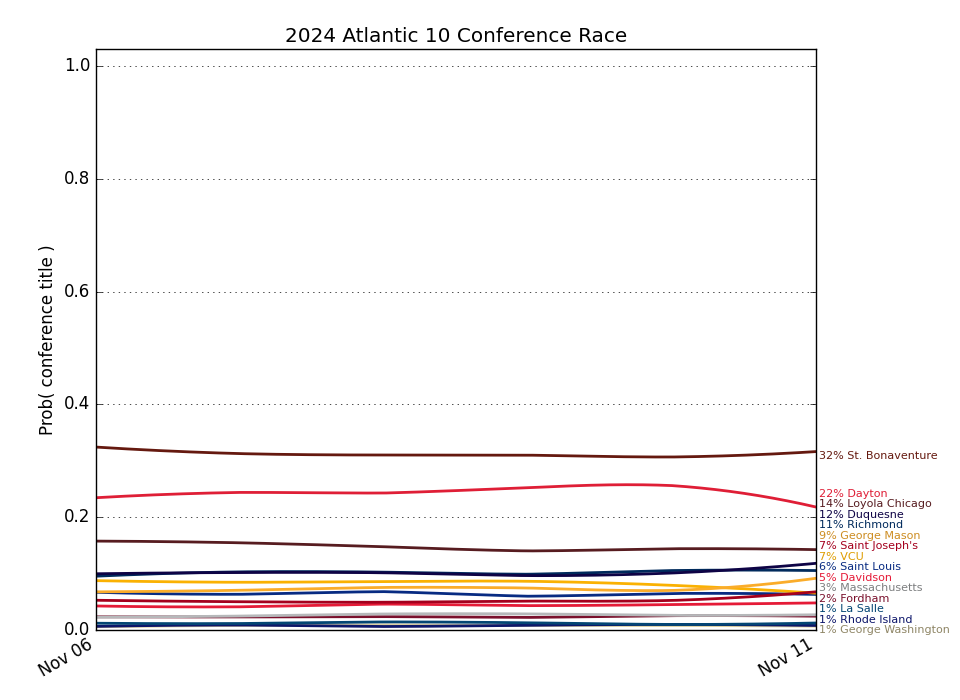 2024 Atlantic 10 Conference Race
Prob( conference title )
1.0
0.8
0.6
0.4
0.2
0.0
Nov 06
Nov 11
32% St. Bonaventure
22% Dayton
14% Loyola Chicago
12% Duquesne
11% Richmond
9% George Mason
7% Saint Joseph's
7% VCU
6% Saint Louis
5% Davidson
3% Massachusetts
2% Fordham
1% La Salle
1% Rhode Island
1% George Washington